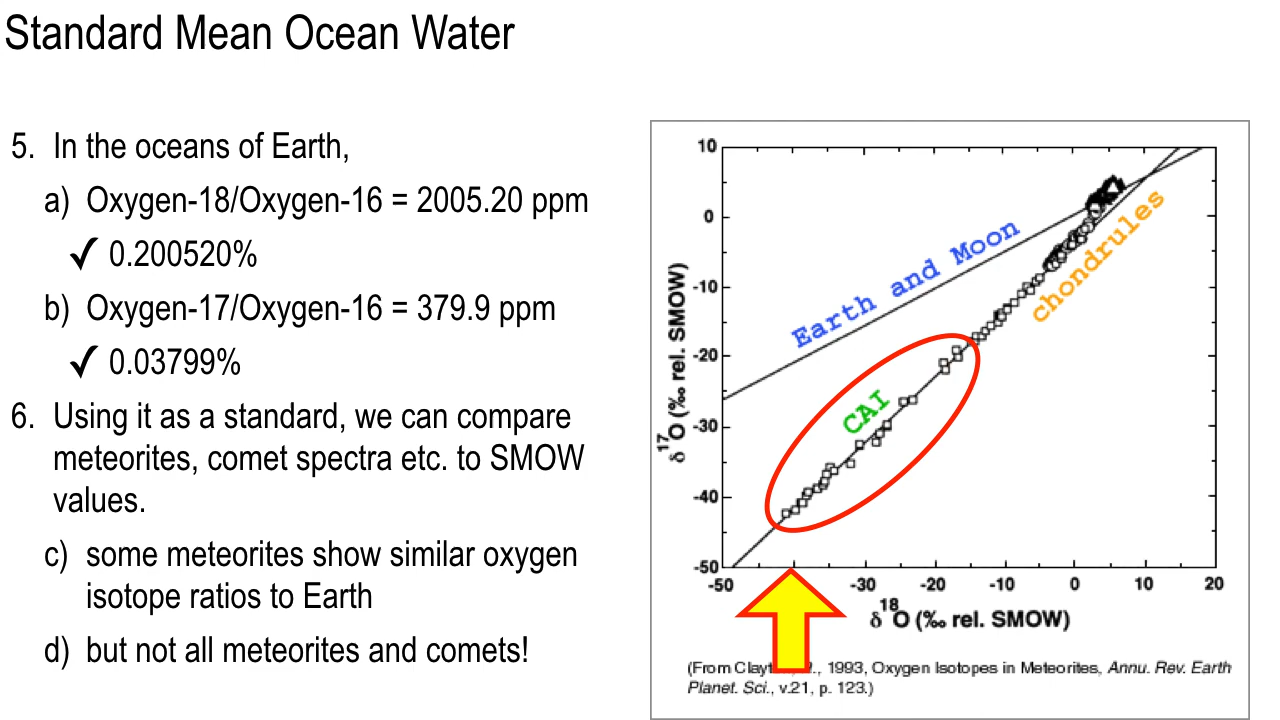 Standard Mean Ocean Water
5. In the oceans of Earth,
a) Oxygen-18/Oxygen-16 = 2005.20 ppm
✓ 0.200520%
b) Oxygen-17/Oxygen-16 = 379.9 ppm
✓ 0.03799%
6. Using it as a standard, we can compare
meteorites, comet spectra etc. to SMOW
values.
c) some meteorites show similar oxygen
isotope ratios to Earth
d) but not all meteorites and comets!
10
0
-10
-20
-30
-40
-50
δ17O (‰ rel. SMOW)
Earth and Moon
chondrules
CAI
-50 -30 -20 -10 0 10 20
δ18O (‰ rel. SMOW)
(From Clayt ., 1993, Oxygen Isotopes in Meteorites, Annu. Rev. Earth
Planet. Sci., v.21, p. 123.)